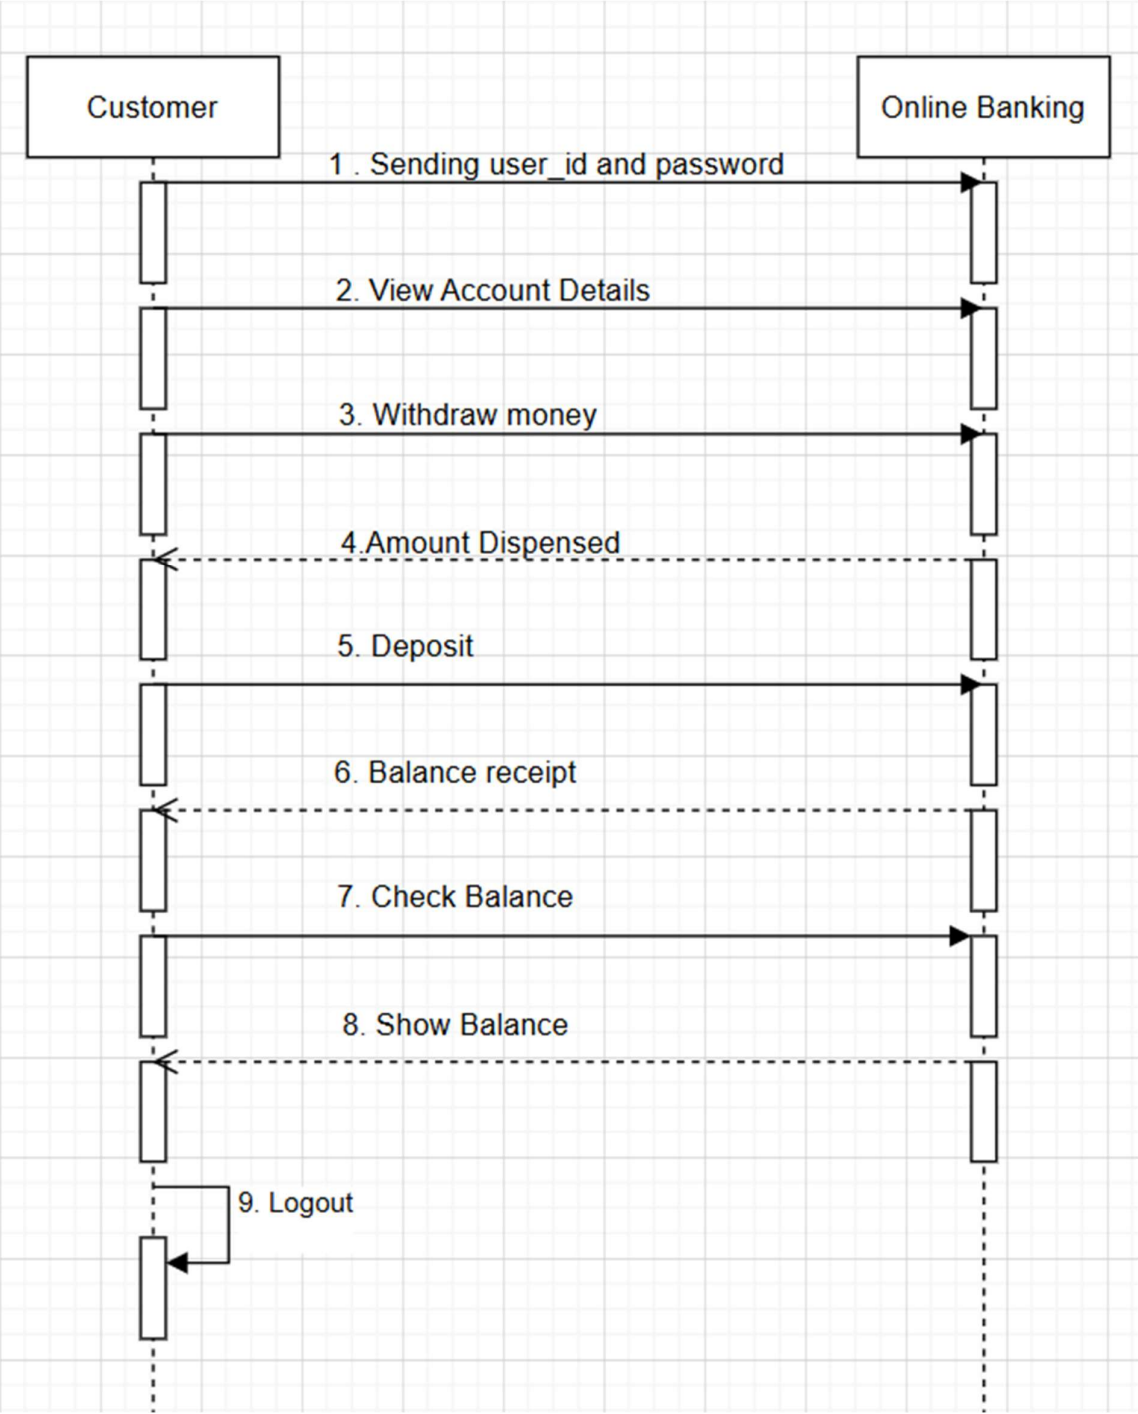 Customer
Online Banking
1 . Sending user_id and password
2. View Account Details
3. Withdraw money
4.Amount Dispensed
5. Deposit
6. Balance receipt
7. Check Balance
8. Show Balance
9. Logout